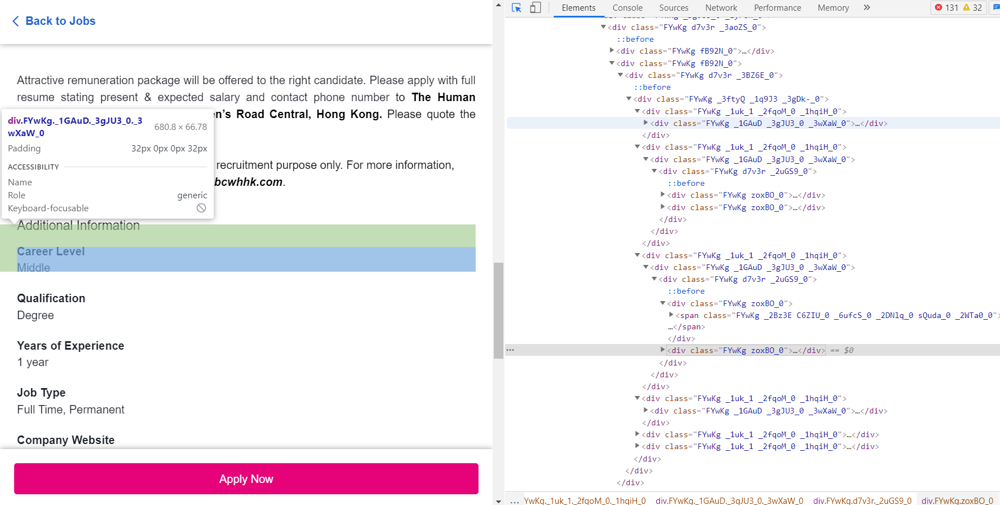 Back to Jobs
Attractive remuneration package will be offered to the right candidate. Please apply with full
resume stating present & expected salary and contact phone number to The Human
n's Road Central, Hong Kong. Please quote the
recruitment purpose only. For more information,
bcwhhk.com.
div.FYwKg._1GAuD._3gJU3_0._3
wXaW_0
680.8 × 66.78
Padding 32px 0px 0px 32px
ACCESSIBILITY
Name
Role generic
Keyboard-focusable
Additional Information
Career Level
Middle
Qualification
Degree
Years of Experience
1 year
Job Type
Full Time, Permanent
Company Website
Apply Now
Elements Console Sources Network Performance Memory » 131 32
<div class="FYwKg d7v3r _3aoZS_0">
::before
<div class="FYwKg fB92N_0">…</div>
<div class="FYwKg fB92N_0">
<div class="FYwKg d7v3r _3BZ6E_0">
::before
<div class="FYwKg _3ftyQ _1q9J3 _3gDk-_0">
<div class="FYwKg _1uk_1 _2fqoM_0 _1hqiH_0">
<div class="FYwKg _1GAuD _3gJU3_0 _3wXaW_0">…</div>
</div>
<div class="FYwKg _1uk_1 _2fqoM_0 _1hqiH_0">
<div class="FYwKg _1GAuD _3gJU3_0 _3wXaW_0">
<div class="FYwKg d7v3r _2uGS9_0">
::before
<div class="FYwKg zoxBO_0">…</div>
<div class="FYwKg zoxBO_0">…</div>
</div>
</div>
</div>
<div class="FYwKg _1uk_1 _2fqoM_0 _1hqiH_0">
<div class="FYwKg _1GAuD _3gJU3_0 _3wXaW_0">
<div class="FYwKg d7v3r _2uGS9_0">
::before
<div class="FYwKg zoxBO_0">
<span class="FYwKg _2Bz3E C6ZIU_0 _6ufcS_0 _2DNlq_0 sQuda_0 _2WTa0_0">
…</span>
</div>
… <div class="FYwKg zoxBO_0">…</div> == $0
</div>
</div>
</div>
<div class="FYwKg _1uk_1 _2fqoM_0 _1hqiH_0">
<div class="FYwKg _1GAuD _3gJU3_0 _3wXaW_0">…</div>
</div>
<div class="FYwKg _1uk_1 _2fqoM_0 _1hqiH_0">…</div>
<div class="FYwKg _1uk_1 _2fqoM_0 _1hqiH_0">…</div>
</div>
</div>
</div>
… YwKg._1uk_1._2fqoM_0._1hqiH_0 div.FYwKg._1GAuD._3gJU3_0._3wXaW_0 div.FYwKg.d7v3r._2uGS9_0 div.FYwKg.zoxBO_0